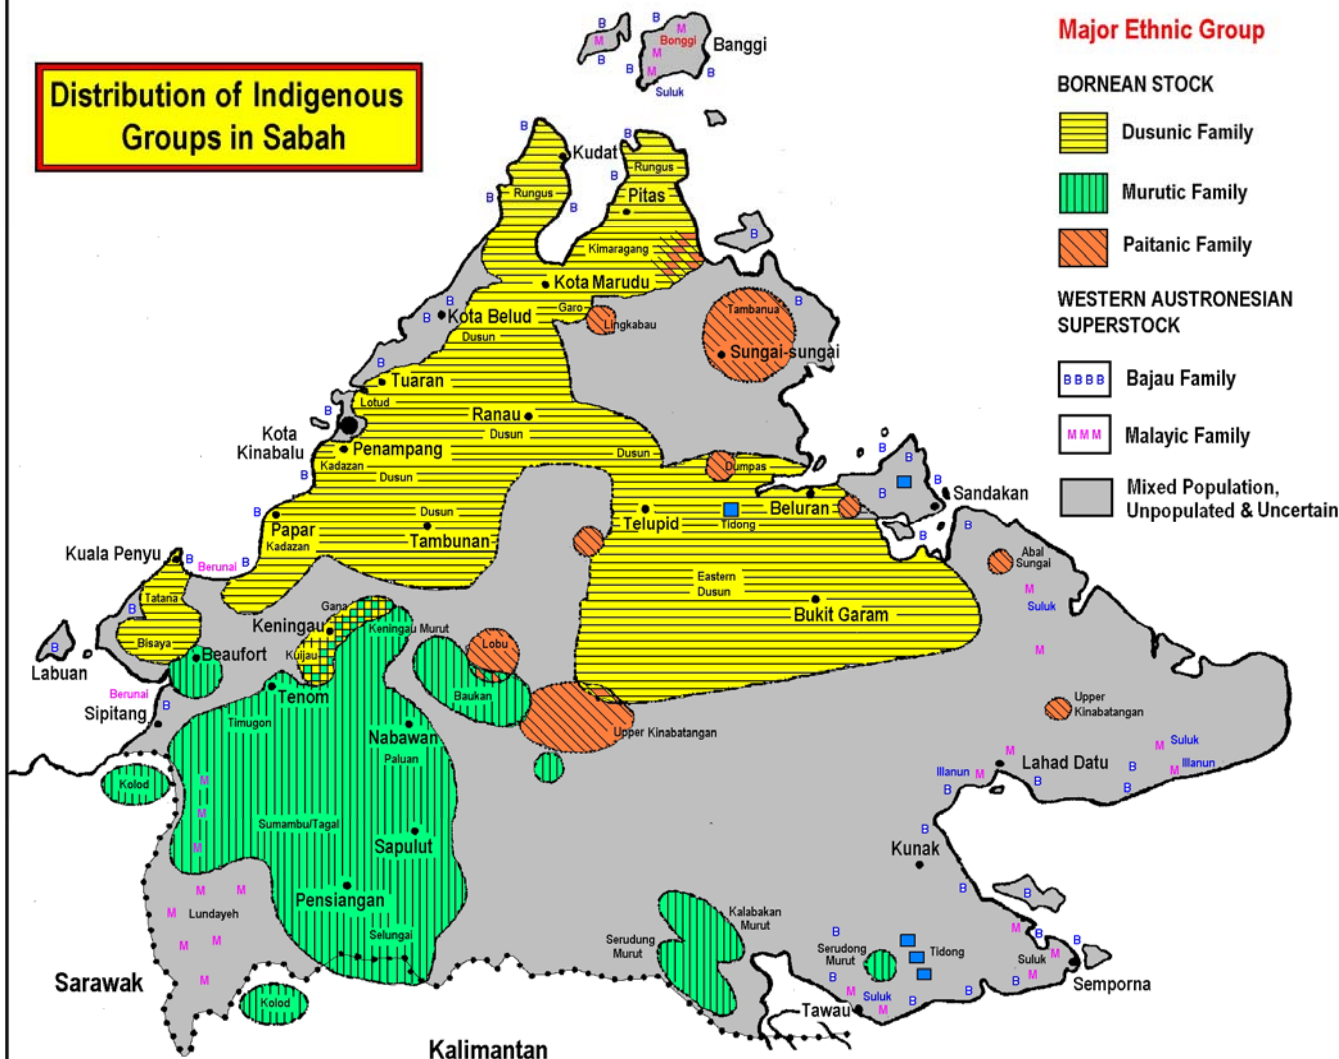 Distribution of Indigenous
Groups in Sabah
Major Ethnic Group
BORNEAN STOCK
Dusunic Family
Murutic Family
Paitanic Family
WESTERN AUSTRONESIAN
SUPERSTOCK
B B B B
Bajau Family
M M M
Malayic Family
Mixed Population,
Unpopulated & Uncertain
B
B
M
B
M
Bonggi
M
M
B
B
Banggi
Suluk
B
B
Kudat
Rungus
Rungus
B
B
B
Pitas
B
Kimaragang
Kota Marudu
B
B
Kota Belud
Garo
Lingkabau
Tambanua
B
Dusun
Sungai-sungai
B
Tuaran
Lotud
B
Ranau
Dusun
Kota
Kinabalu
Penampang
Kadazan
Dusun
Dusun
Dumpas
B
B
B
B
B
Sandakan
B
Papar
Kadazan
Dusun
Tambunan
Telupid
Tidong
Beluran
B
B
Kuala Penyu
B
Berunai
B
Abal
Sungai
M
Suluk
Tatana
Eastern
Dusun
Bukit Garam
B
Gana
Keningau
Keningau Murut
Bisaya
Beaufort
Kuijau
Lobu
M
B
Labuan
Berunai
Tenom
Baukan
B
Sipitang
Timugon
Nabawan
Upper Kinabatangan
Upper
Kinabatangan
Paluan
M
Suluk
M
Lahad Datu
Illanun
M
B
M
Illanun
B
B
B
Kolod
M
M
Sumambu/Tagal
B
M
Sapulut
Kunak
Pensiangan
M
M
B
B
M
Lundayeh
Kalabakan
Murut
M
M
Selungai
Serudung
Murut
B
Serudong
Murut
Tidong
M
B
B
M
Suluk
M
B
M
B
B
B
Semporna
Sarawak
Kolod
M
Suluk
M
Tawau
Kalimantan